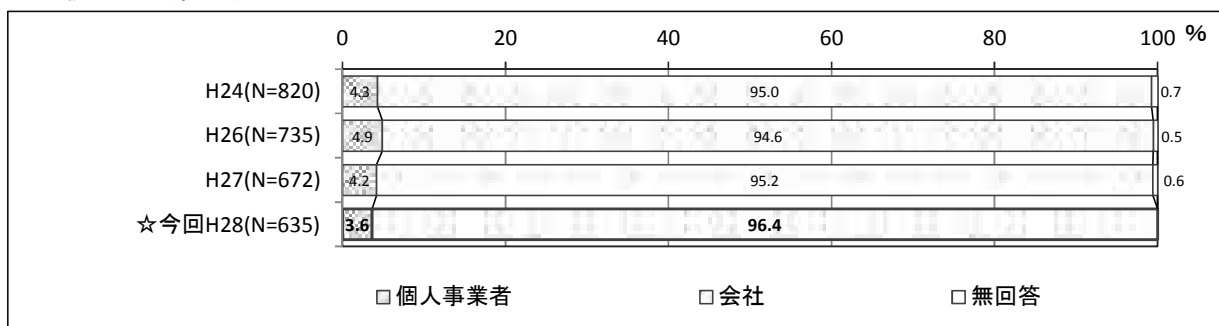 0 20 40 60 80 100 %
H24(N=820) 4.3 95.0 0.7
H26(N=735) 4.9 94.6 0.5
H27(N=672) 4.2 95.2 0.6
☆今回H28(N=635) 3.6 96.4
個人事業者 会社 無回答